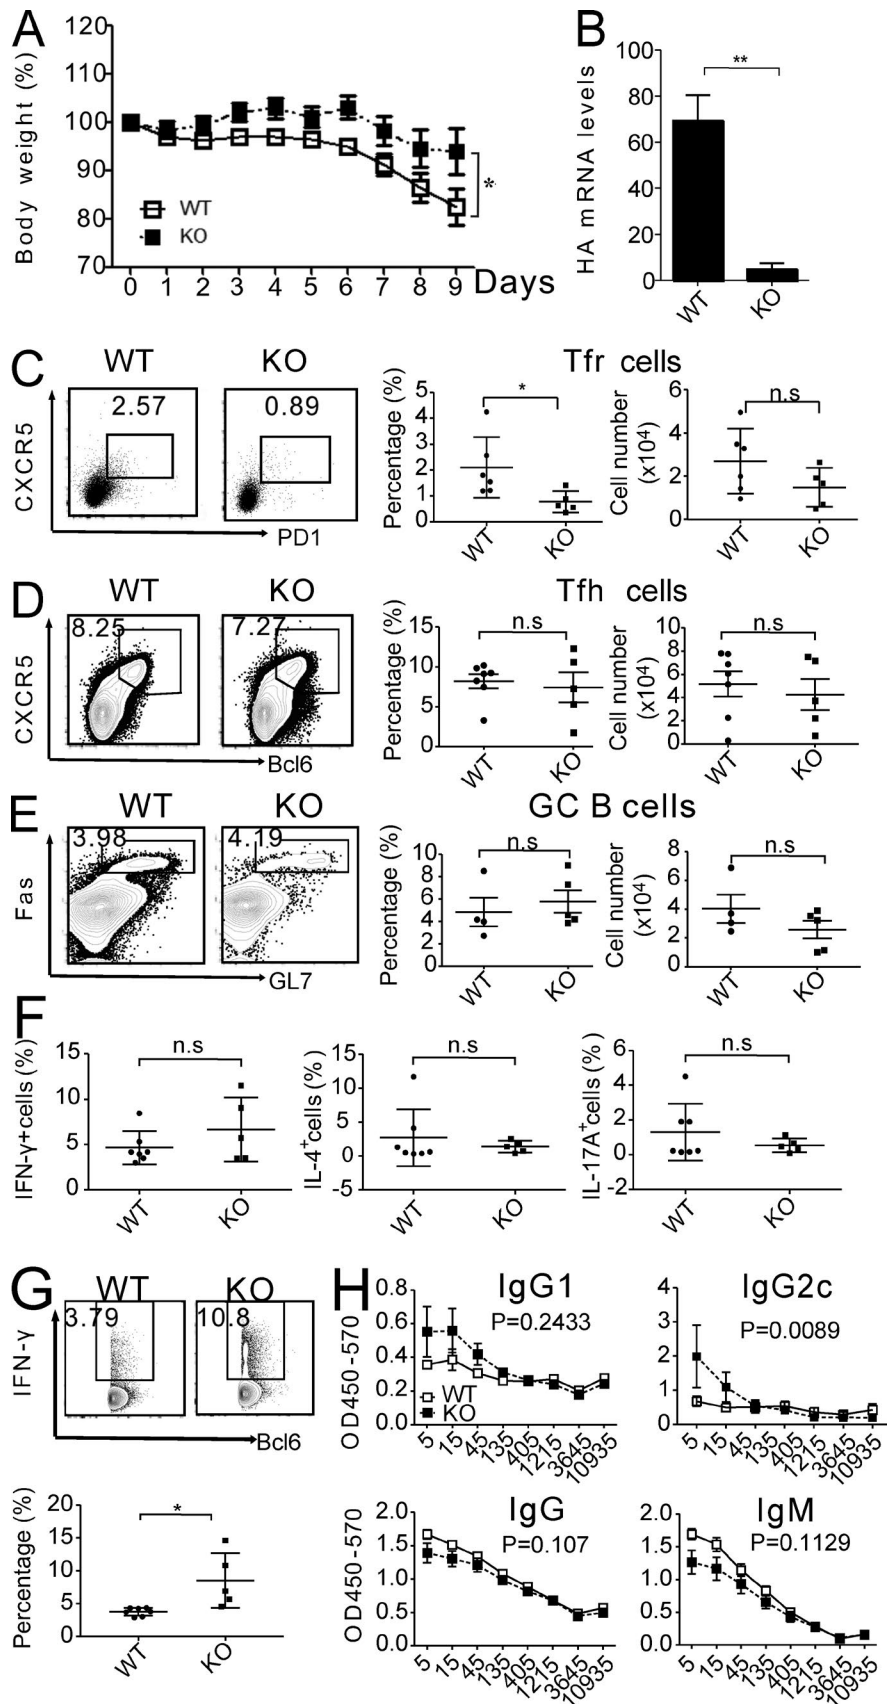 A
120
110
100
90
80
70
Body weight (%)
WT
KO
*
0 1 2 3 4 5 6 7 8 9 Days
B
100
80
60
40
20
0
HA mRNA levels
**
WT KO
C
WT KO
2.57 0.89
CXCR5
PD1
Tfr cells
Percentage (%)
5
4
3
2
1
0
*
WT KO
Cell number
(x10⁴)
6
4
2
0
n.s
WT KO
D
WT KO
8.25 7.27
CXCR5
Bcl6
Tfh cells
Percentage (%)
15
10
5
0
n.s
WT KO
Cell number
(x10⁴)
10
8
6
4
2
0
n.s
WT KO
E
WT KO
3.98 4.19
Fas
GL7
GC B cells
Percentage (%)
10
8
6
4
2
0
n.s
WT KO
Cell number
(x10⁴)
8
6
4
2
0
n.s
WT KO
F
IFN-γ+cells (%)
15
10
5
0
n.s
WT KO
IL-4⁺cells (%)
15
10
5
0
-5
n.s
WT KO
IL-17A⁺cells (%)
6
4
2
0
-2
n.s
WT KO
G
WT KO
3.79 10.8
IFN-γ
Bcl6
Percentage (%)
20
15
10
5
0
*
WT KO
H
IgG1
P=0.2433
OD450-570
0.8
0.6
0.4
0.2
0.0
WT
KO
5 15 45 135 405 1215 3645 10935
IgG2c
P=0.0089
4
3
2
1
0
5 15 45 135 405 1215 3645 10935
IgG
P=0.107
OD450-570
2.0
1.5
1.0
0.5
0.0
5 15 45 135 405 1215 3645 10935
IgM
P=0.1129
2.0
1.5
1.0
0.5
0.0
5 15 45 135 405 1215 3645 10935